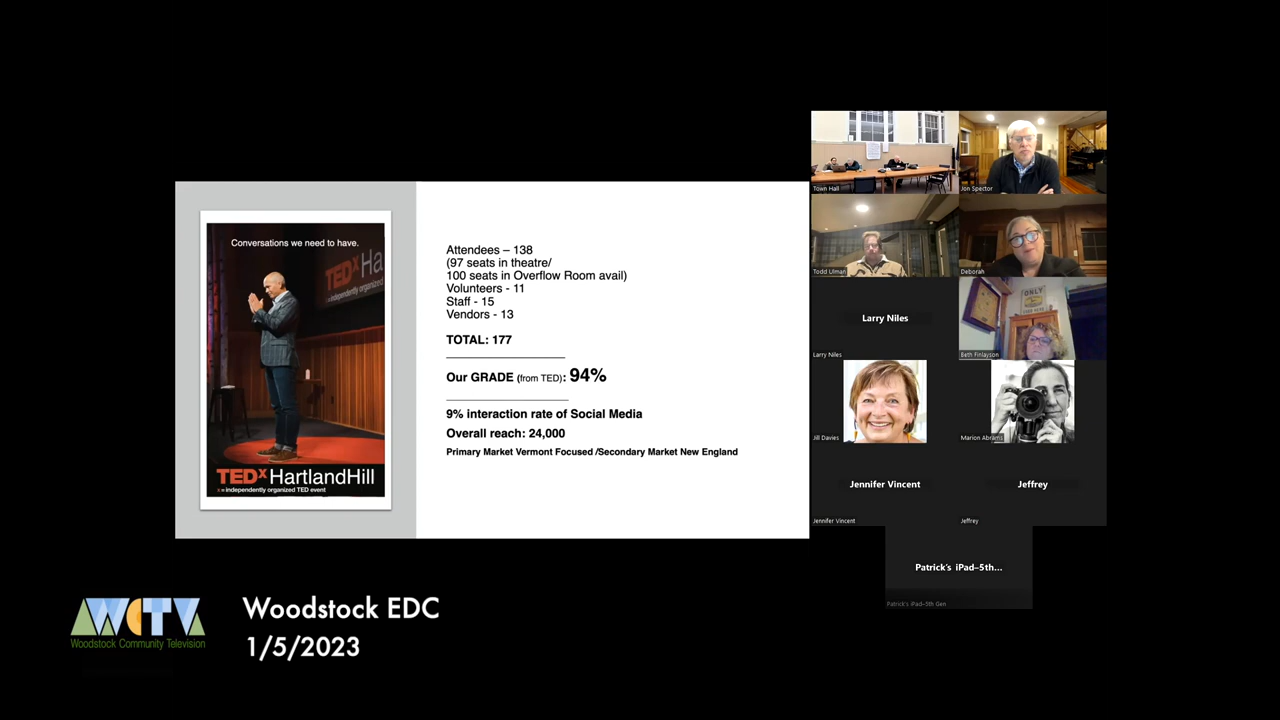 Conversations we need to have.
TEDx Ha
independently organized
TEDx HartlandHill
x = independently organized TED event
Attendees – 138
(97 seats in theatre/
100 seats in Overflow Room avail)
Volunteers - 11
Staff - 15
Vendors - 13
TOTAL: 177
Our GRADE (from TED): 94%
9% interaction rate of Social Media
Overall reach: 24,000
Primary Market Vermont Focused /Secondary Market New England
Town Hall
Jon Spector
Todd Ulman
Deborah
Larry Niles
Larry Niles
ONLY
Beth Finlayson
Jill Davies
Marion Abrams
Jennifer Vincent
Jennifer Vincent
Jeffrey
Jeffrey
Patrick's iPad–5th...
Patrick's iPad–5th Gen
WCTV
Woodstock Community Television
Woodstock EDC
1/5/2023